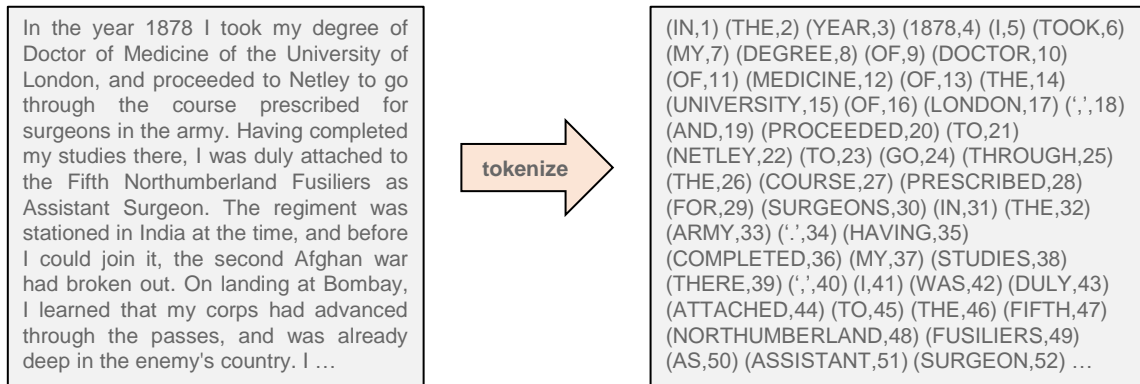 In the year 1878 I took my degree of
Doctor of Medicine of the University of
London, and proceeded to Netley to go
through the course prescribed for
surgeons in the army. Having completed
my studies there, I was duly attached to
the Fifth Northumberland Fusiliers as
Assistant Surgeon. The regiment was
stationed in India at the time, and before
I could join it, the second Afghan war
had broken out. On landing at Bombay,
I learned that my corps had advanced
through the passes, and was already
deep in the enemy's country. I …
tokenize
(IN,1) (THE,2) (YEAR,3) (1878,4) (I,5) (TOOK,6)
(MY,7) (DEGREE,8) (OF,9) (DOCTOR,10)
(OF,11) (MEDICINE,12) (OF,13) (THE,14)
(UNIVERSITY,15) (OF,16) (LONDON,17) (‘,’,18)
(AND,19) (PROCEEDED,20) (TO,21)
(NETLEY,22) (TO,23) (GO,24) (THROUGH,25)
(THE,26) (COURSE,27) (PRESCRIBED,28)
(FOR,29) (SURGEONS,30) (IN,31) (THE,32)
(ARMY,33) (‘.’,34) (HAVING,35)
(COMPLETED,36) (MY,37) (STUDIES,38)
(THERE,39) (‘,’,40) (I,41) (WAS,42) (DULY,43)
(ATTACHED,44) (TO,45) (THE,46) (FIFTH,47)
(NORTHUMBERLAND,48) (FUSILIERS,49)
(AS,50) (ASSISTANT,51) (SURGEON,52) …